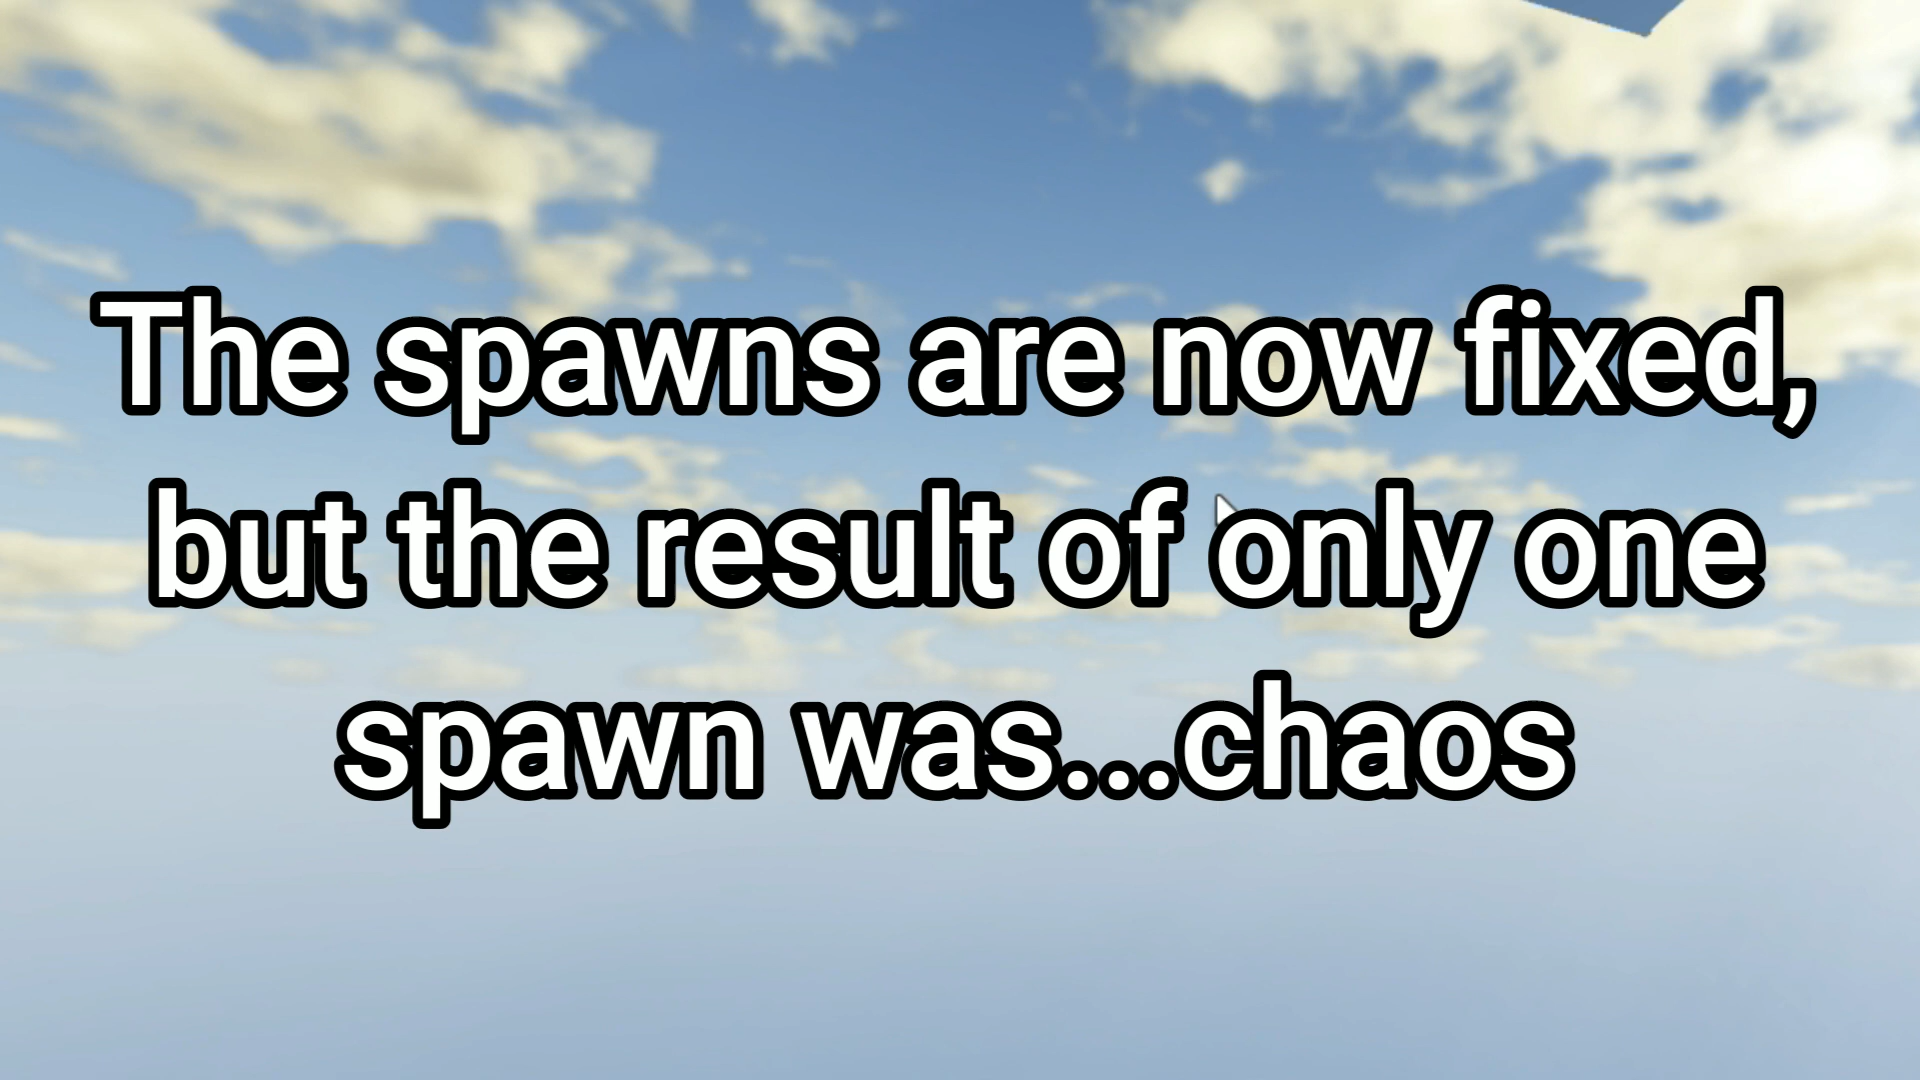 The spawns are now fixed,
but the result of only one
spawn was...chaos